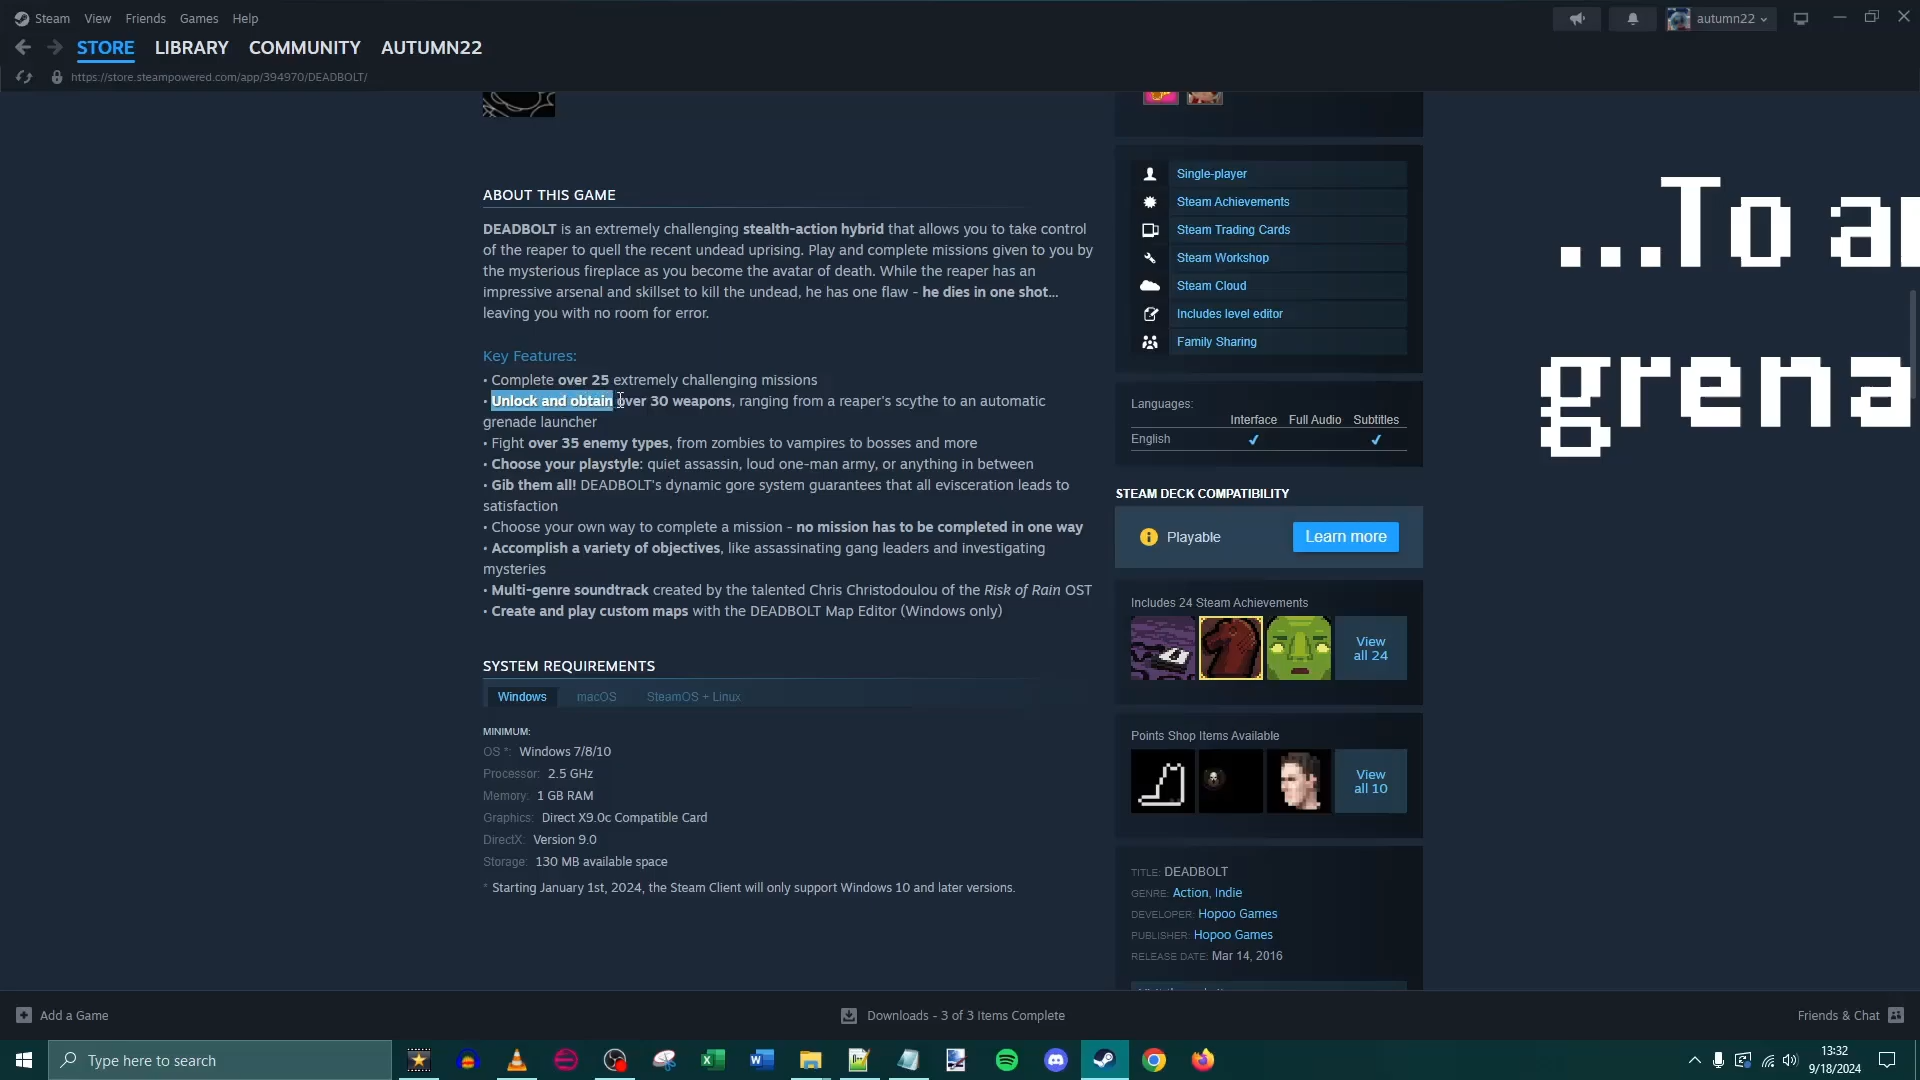 Steam View Friends Games Help
autumn22
STORE LIBRARY COMMUNITY AUTUMN22
https://store.steampowered.com/app/394970/DEADBOLT/
ABOUT THIS GAME
DEADBOLT is an extremely challenging stealth-action hybrid that allows you to take control
of the reaper to quell the recent undead uprising. Play and complete missions given to you by
the mysterious fireplace as you become the avatar of death. While the reaper has an
impressive arsenal and skillset to kill the undead, he has one flaw - he dies in one shot...
leaving you with no room for error.
Key Features:
• Complete over 25 extremely challenging missions
• Unlock and obtain over 30 weapons, ranging from a reaper's scythe to an automatic
grenade launcher
• Fight over 35 enemy types, from zombies to vampires to bosses and more
• Choose your playstyle: quiet assassin, loud one-man army, or anything in between
• Gib them all! DEADBOLT's dynamic gore system guarantees that all evisceration leads to
satisfaction
• Choose your own way to complete a mission - no mission has to be completed in one way
• Accomplish a variety of objectives, like assassinating gang leaders and investigating
mysteries
• Multi-genre soundtrack created by the talented Chris Christodoulou of the Risk of Rain OST
• Create and play custom maps with the DEADBOLT Map Editor (Windows only)
SYSTEM REQUIREMENTS
Windows macOS SteamOS + Linux
MINIMUM:
OS *: Windows 7/8/10
Processor: 2.5 GHz
Memory: 1 GB RAM
Graphics: Direct X9.0c Compatible Card
DirectX: Version 9.0
Storage: 130 MB available space
* Starting January 1st, 2024, the Steam Client will only support Windows 10 and later versions.
Single-player
Steam Achievements
Steam Trading Cards
Steam Workshop
Steam Cloud
Includes level editor
Family Sharing
Languages:
Interface Full Audio Subtitles
English ✔ ✔
STEAM DECK COMPATIBILITY
Playable Learn more
Includes 24 Steam Achievements
View
all 24
Points Shop Items Available
View
all 10
TITLE: DEADBOLT
GENRE: Action, Indie
DEVELOPER: Hopoo Games
PUBLISHER: Hopoo Games
RELEASE DATE: Mar 14, 2016
...To a
grena
Add a Game
Downloads - 3 of 3 Items Complete
Friends & Chat
Type here to search
13:32
9/18/2024